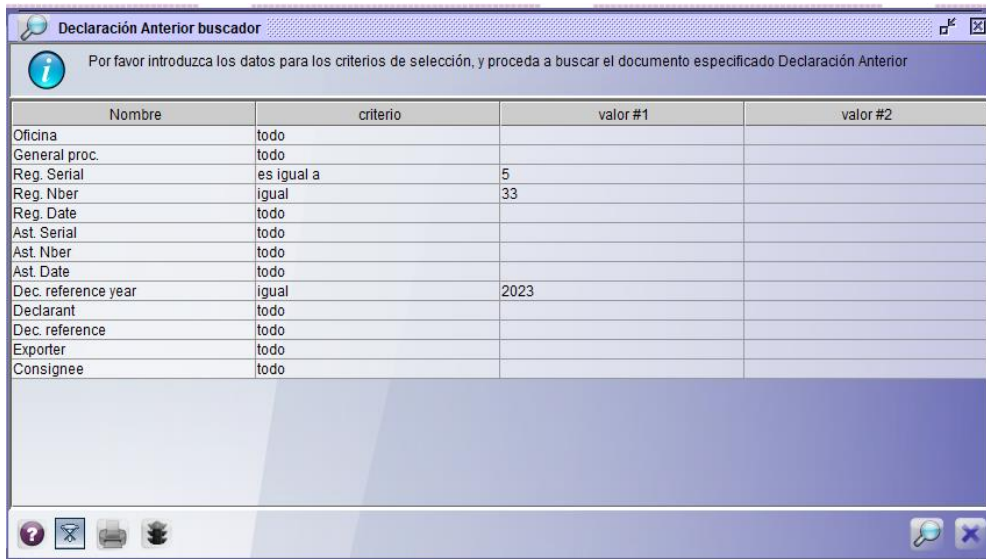 Declaración Anterior buscador
Por favor introduzca los datos para los criterios de selección, y proceda a buscar el documento especificado Declaración Anterior
Nombre criterio valor #1 valor #2
Oficina todo
General proc. todo
Reg. Serial es igual a 5
Reg. Nber igual 33
Reg. Date todo
Ast. Serial todo
Ast. Nber todo
Ast. Date todo
Dec. reference year igual 2023
Declarant todo
Dec. reference todo
Exporter todo
Consignee todo